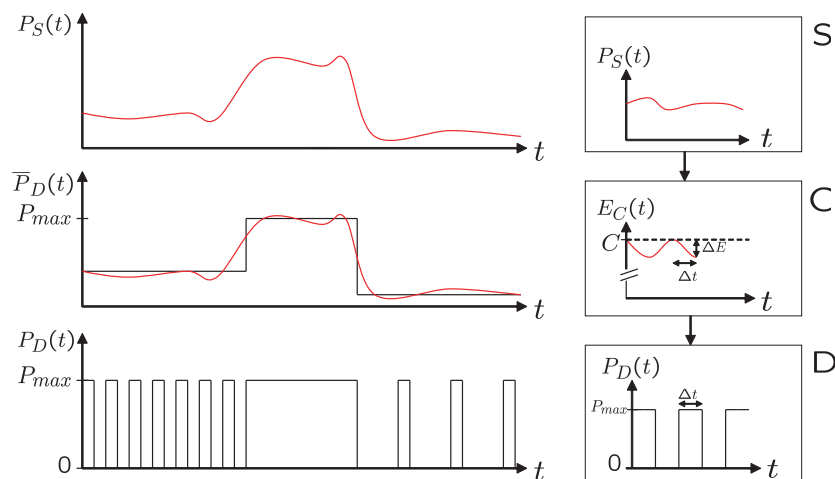 P_S(t)
t
P̅_D(t)
P_max
t
P_D(t)
P_max
0
t
S
P_S(t)
t
C
E_C(t)
C
ΔE
Δt
t
D
P_D(t)
P_max
Δt
0
t